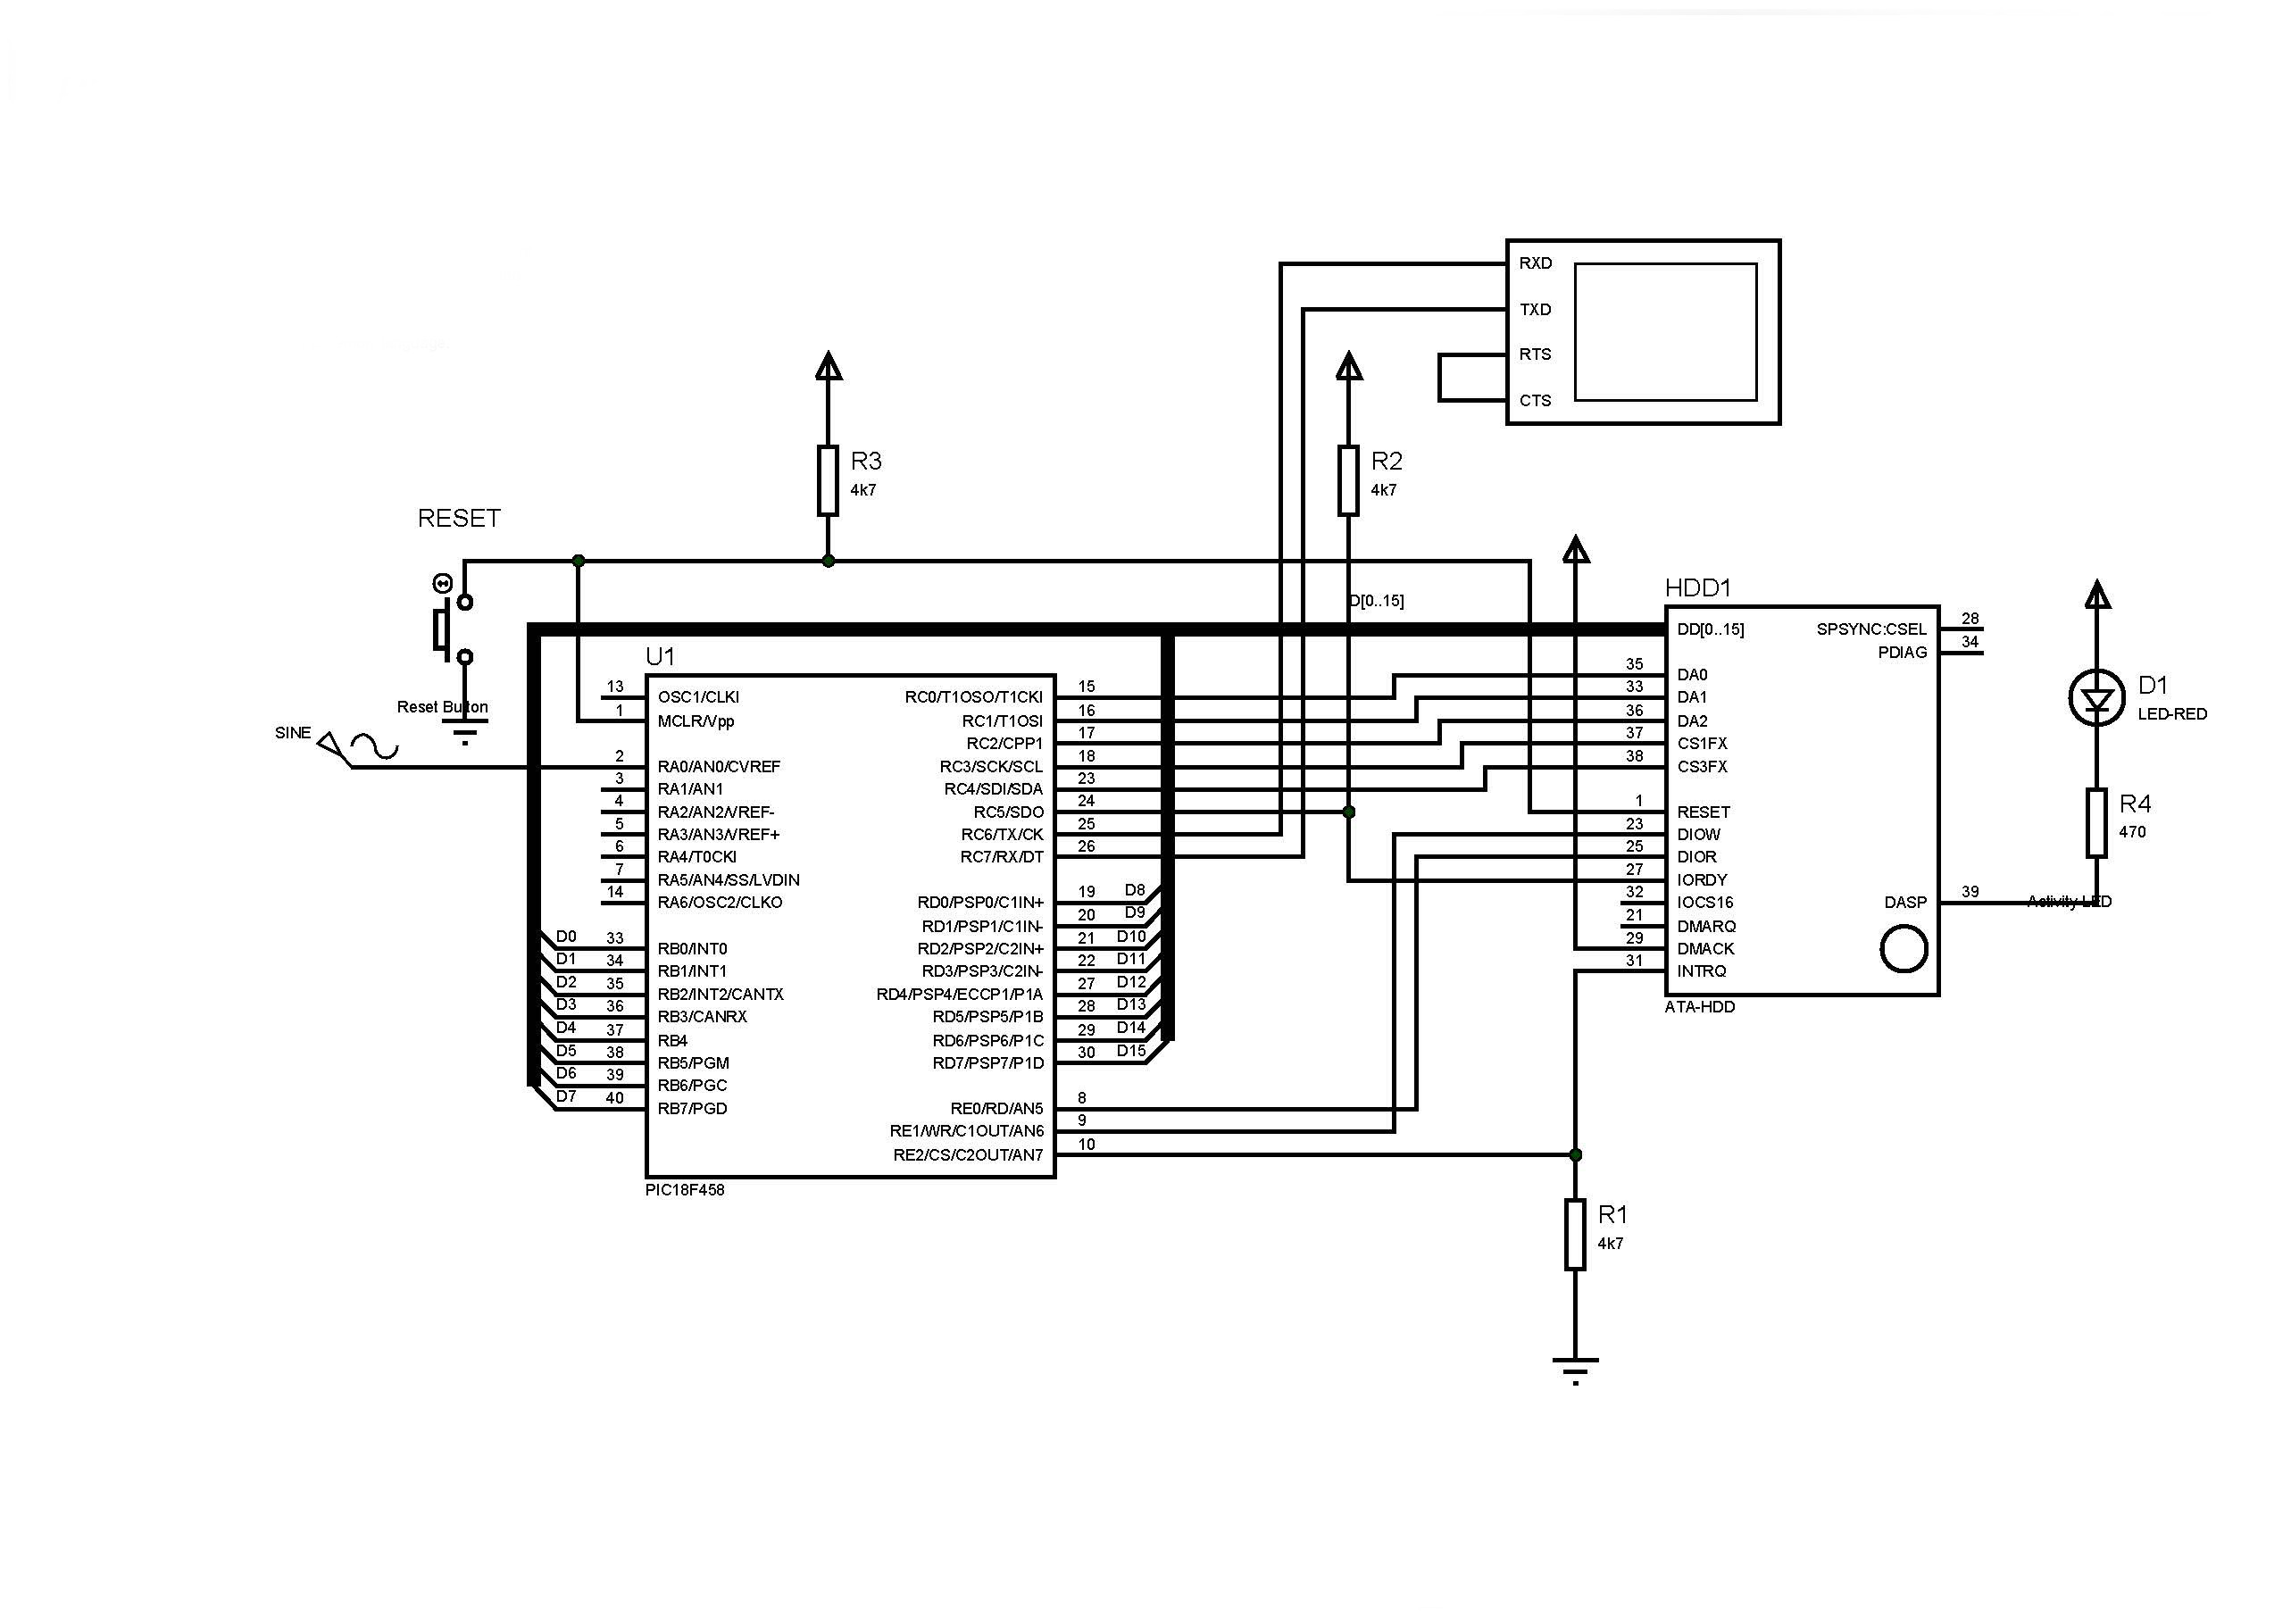 RXD
TXD
RTS
CTS
R3
4k7
R2
4k7
RESET
Reset Button
SINE
D[0..15]
U1
13 OSC1/CLKI
1 MCLR/Vpp
2 RA0/AN0/CVREF
3 RA1/AN1
4 RA2/AN2/VREF-
5 RA3/AN3/VREF+
6 RA4/T0CKI
7 RA5/AN4/SS/LVDIN
14 RA6/OSC2/CLKO
D0 33 RB0/INT0
D1 34 RB1/INT1
D2 35 RB2/INT2/CANTX
D3 36 RB3/CANRX
D4 37 RB4
D5 38 RB5/PGM
D6 39 RB6/PGC
D7 40 RB7/PGD
RC0/T1OSO/T1CKI 15
RC1/T1OSI 16
RC2/CPP1 17
RC3/SCK/SCL 18
RC4/SDI/SDA 23
RC5/SDO 24
RC6/TX/CK 25
RC7/RX/DT 26
RD0/PSP0/C1IN+ 19 D8
RD1/PSP1/C1IN- 20 D9
RD2/PSP2/C2IN+ 21 D10
RD3/PSP3/C2IN- 22 D11
RD4/PSP4/ECCP1/P1A 27 D12
RD5/PSP5/P1B 28 D13
RD6/PSP6/P1C 29 D14
RD7/PSP7/P1D 30 D15
RE0/RD/AN5 8
RE1/WR/C1OUT/AN6 9
RE2/CS/C2OUT/AN7 10
PIC18F458
HDD1
DD[0..15]
35 DA0
33 DA1
36 DA2
37 CS1FX
38 CS3FX
1 RESET
23 DIOW
25 DIOR
27 IORDY
32 IOCS16
21 DMARQ
29 DMACK
31 INTRQ
SPSYNC:CSEL 28
PDIAG 34
DASP 39
ATA-HDD
D1
LED-RED
R4
470
Activity LED
R1
4k7